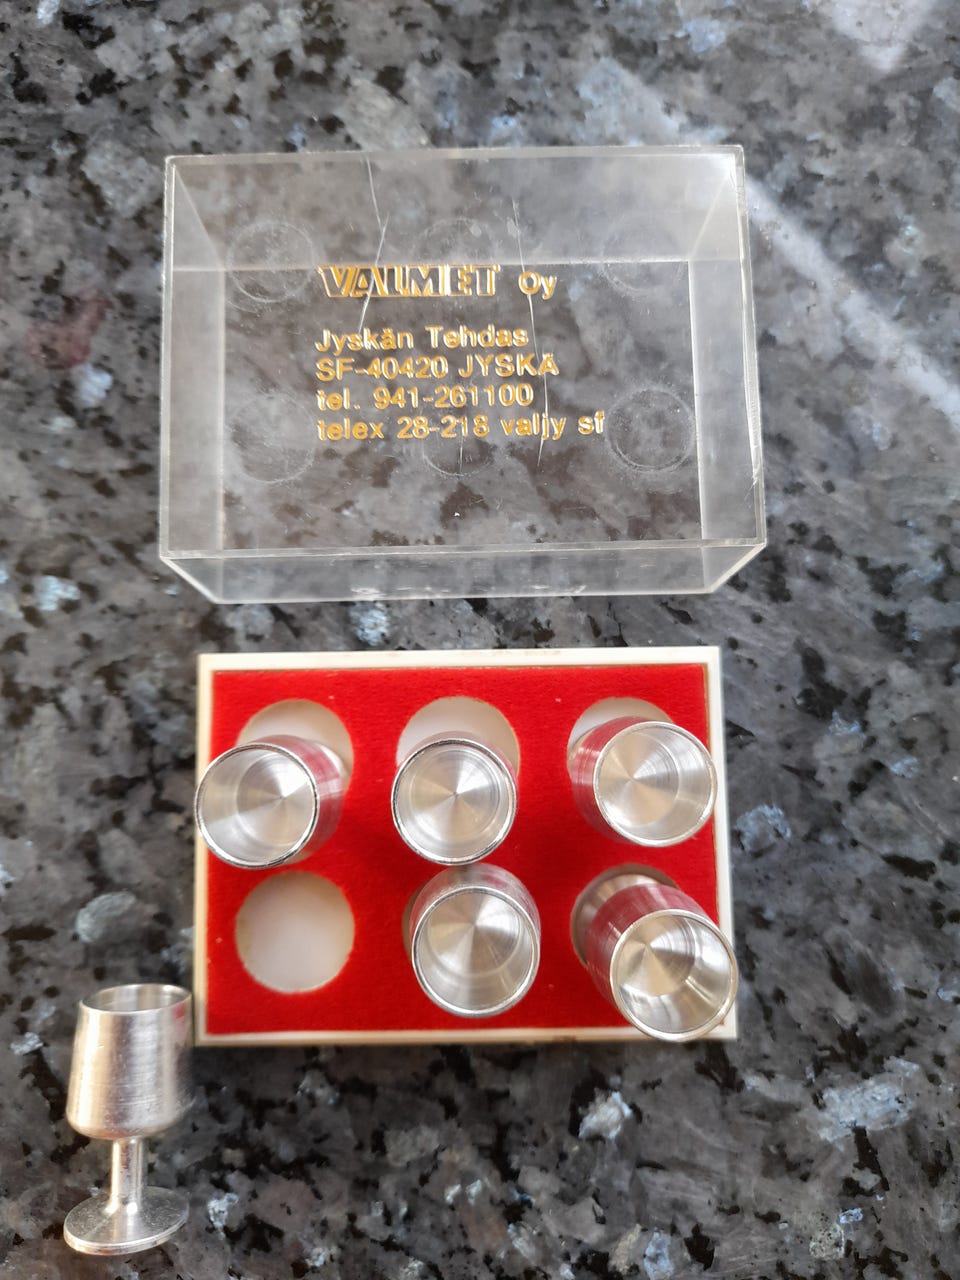 VALMET Oy
Jyskän Tehdas
SF-40420 JYSKÄ
tel. 941-261100
telex 28-218 valjy sf